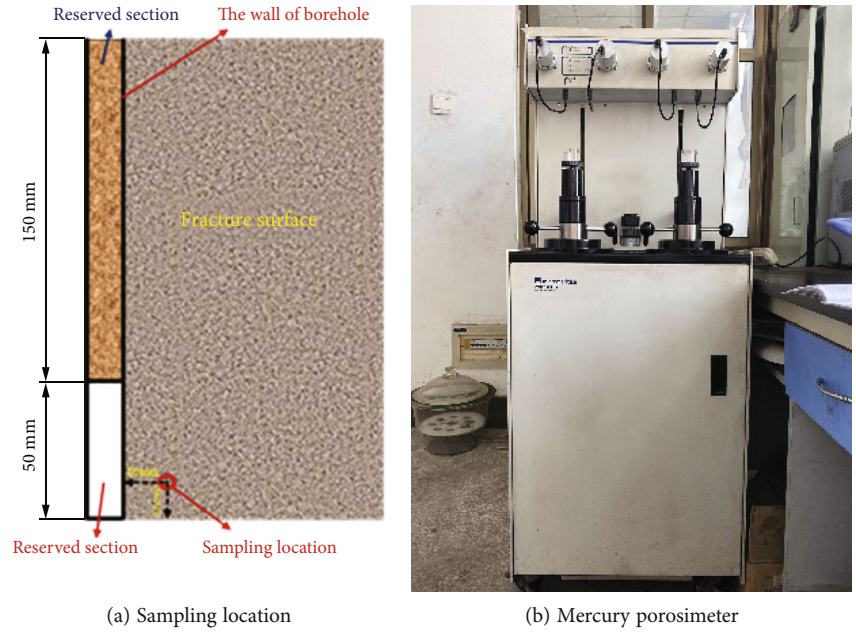 Reserved section
The wall of borehole
150 mm
Fracture surface
50 mm
Reserved section
Sampling location
(a) Sampling location
(b) Mercury porosimeter